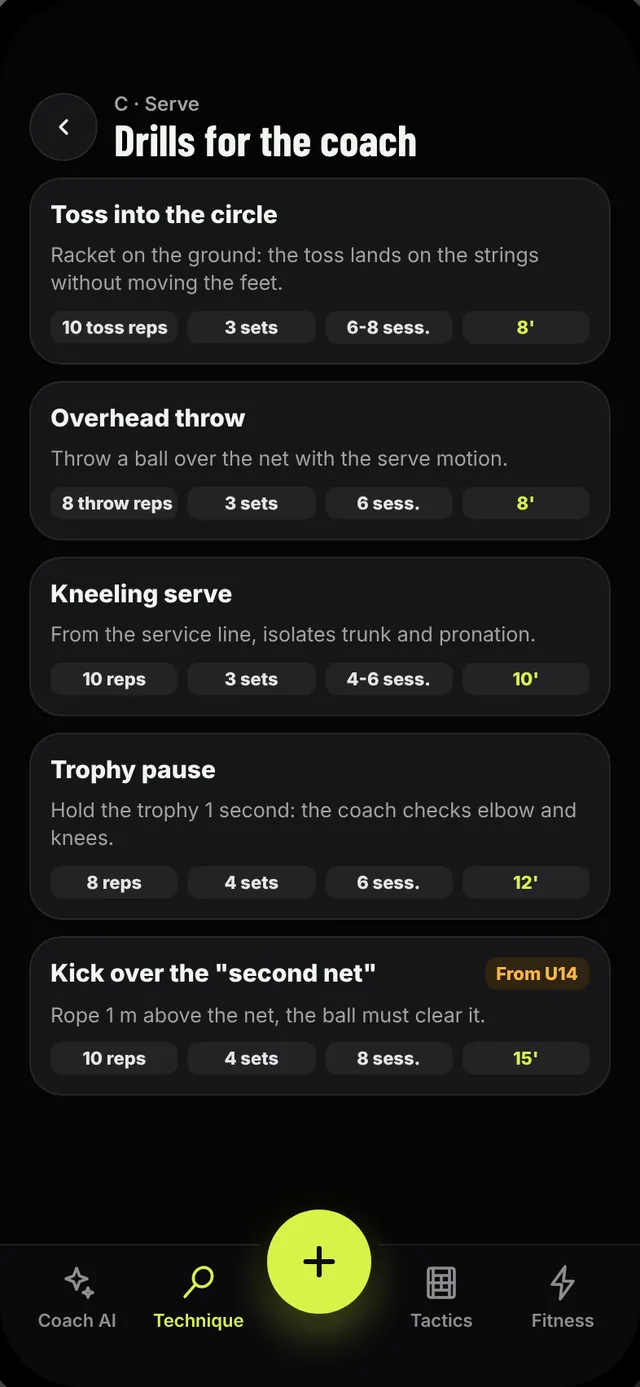 C · Serve
Drills for the coach
Toss into the circle
Racket on the ground: the toss lands on the strings
without moving the feet.
10 toss reps 3 sets 6-8 sess. 8'
Overhead throw
Throw a ball over the net with the serve motion.
8 throw reps 3 sets 6 sess. 8'
Kneeling serve
From the service line, isolates trunk and pronation.
10 reps 3 sets 4-6 sess. 10'
Trophy pause
Hold the trophy 1 second: the coach checks elbow and
knees.
8 reps 4 sets 6 sess. 12'
Kick over the "second net" From U14
Rope 1 m above the net, the ball must clear it.
10 reps 4 sets 8 sess. 15'
Coach AI Technique Tactics Fitness